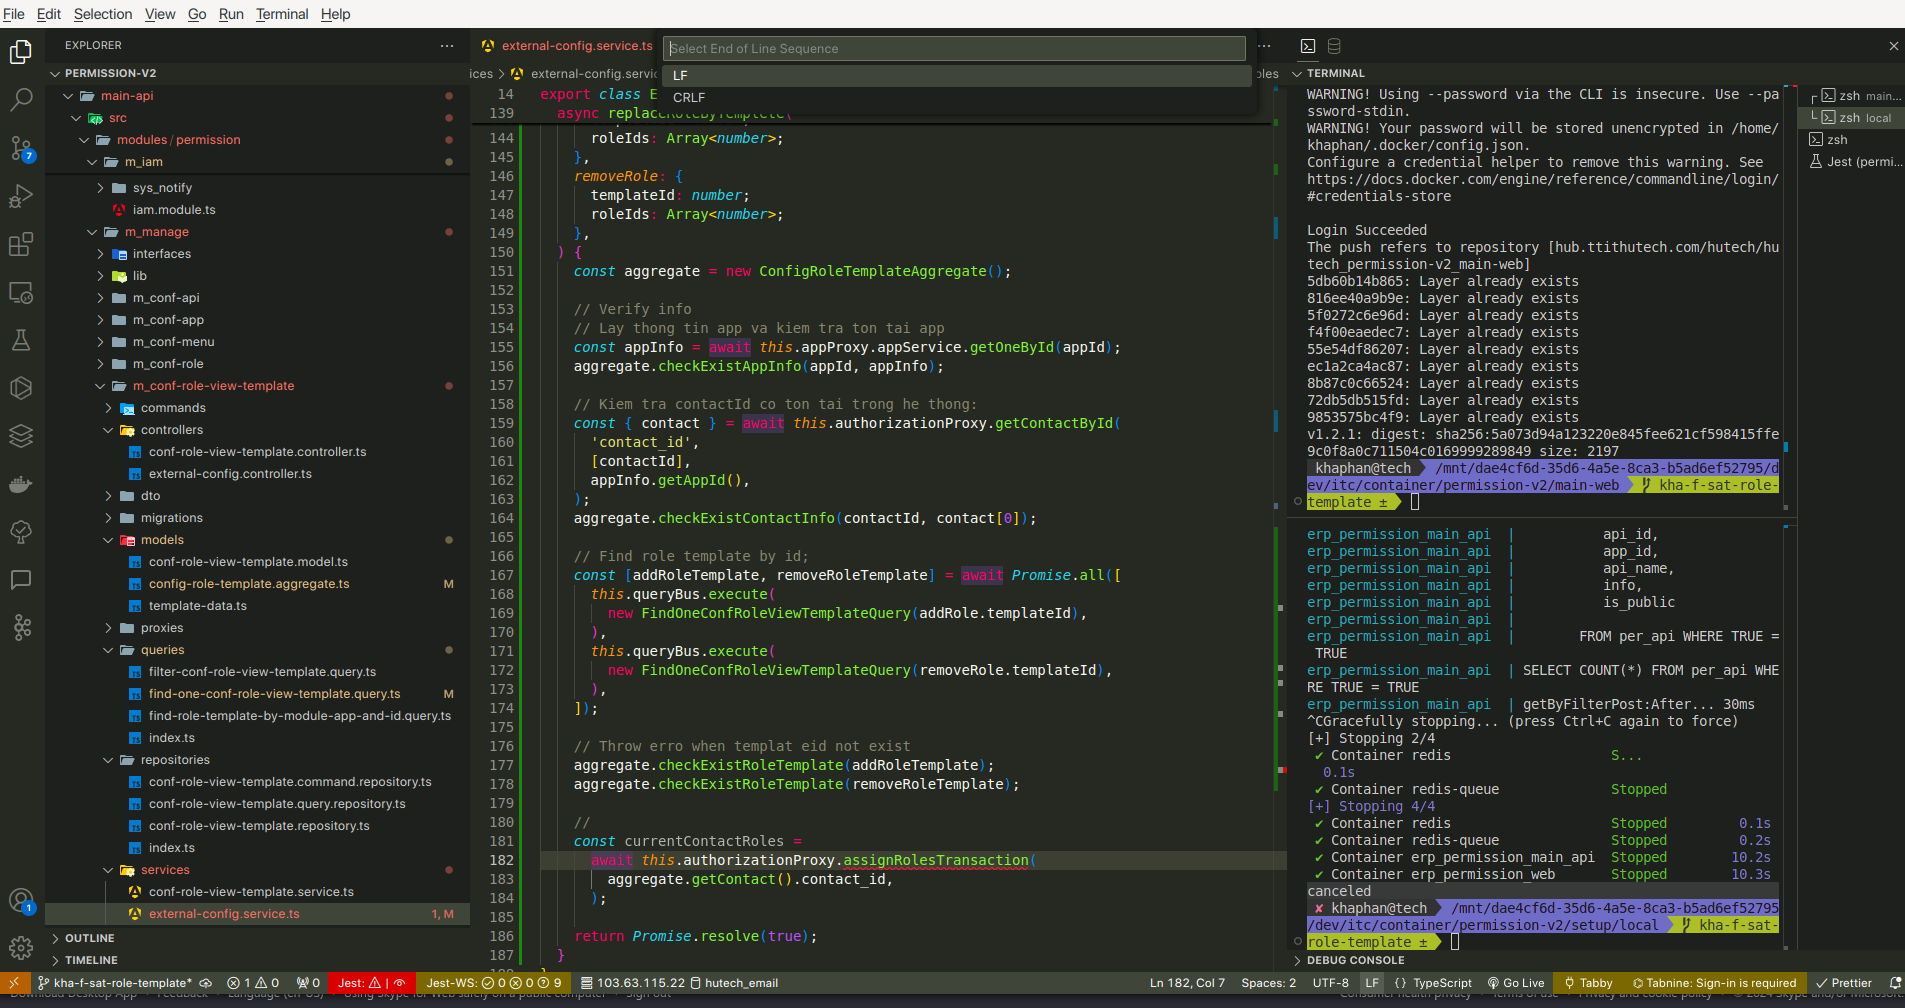 File Edit Selection View Go Run Terminal Help
EXPLORER
PERMISSION-V2
main-api
src
modules / permission
m_iam
sys_notify
iam.module.ts
m_manage
interfaces
lib
m_conf-api
m_conf-app
m_conf-menu
m_conf-role
m_conf-role-view-template
commands
controllers
conf-role-view-template.controller.ts
external-config.controller.ts
dto
migrations
models
conf-role-view-template.model.ts
config-role-template.aggregate.ts M
template-data.ts
proxies
queries
filter-conf-role-view-template.query.ts
find-one-conf-role-view-template.query.ts M
find-role-template-by-module-app-and-id.query.ts
index.ts
repositories
conf-role-view-template.command.repository.ts
conf-role-view-template.query.repository.ts
conf-role-view-template.repository.ts
index.ts
services
conf-role-view-template.service.ts
external-config.service.ts 1, M
OUTLINE
TIMELINE
7
1
external-config.service.ts
Select End of Line Sequence
LF
CRLF
ices > external-config.servic
oles
14 export class E
139 async replaceRoleByTemplete(
144 roleIds: Array<number>;
145 },
146 removeRole: {
147 templateId: number;
148 roleIds: Array<number>;
149 },
150 ) {
151 const aggregate = new ConfigRoleTemplateAggregate();
152
153 // Verify info
154 // Lay thong tin app va kiem tra ton tai app
155 const appInfo = await this.appProxy.appService.getOneById(appId);
156 aggregate.checkExistAppInfo(appId, appInfo);
157
158 // Kiem tra contactId co ton tai trong he thong:
159 const { contact } = await this.authorizationProxy.getContactById(
160 'contact_id',
161 [contactId],
162 appInfo.getAppId(),
163 );
164 aggregate.checkExistContactInfo(contactId, contact[0]);
165
166 // Find role template by id;
167 const [addRoleTemplate, removeRoleTemplate] = await Promise.all([
168 this.queryBus.execute(
169 new FindOneConfRoleViewTemplateQuery(addRole.templateId),
170 ),
171 this.queryBus.execute(
172 new FindOneConfRoleViewTemplateQuery(removeRole.templateId),
173 ),
174 ]);
175
176 // Throw erro when templat eid not exist
177 aggregate.checkExistRoleTemplate(addRoleTemplate);
178 aggregate.checkExistRoleTemplate(removeRoleTemplate);
179
180 //
181 const currentContactRoles =
182 await this.authorizationProxy.assignRolesTransaction(
183 aggregate.getContact().contact_id,
184 );
185
186 return Promise.resolve(true);
187 }
TERMINAL
WARNING! Using --password via the CLI is insecure. Use --pa
ssword-stdin.
WARNING! Your password will be stored unencrypted in /home/
khaphan/.docker/config.json.
Configure a credential helper to remove this warning. See
https://docs.docker.com/engine/reference/commandline/login/
#credentials-store
Login Succeeded
The push refers to repository [hub.ttithutech.com/hutech/hu
tech_permission-v2_main-web]
5db60b14b865: Layer already exists
816ee40a9b9e: Layer already exists
5f0272c6e96d: Layer already exists
f4f00eaedec7: Layer already exists
55e54df86207: Layer already exists
ec1a2ca4ac87: Layer already exists
8b87c0c66524: Layer already exists
72db5db515fd: Layer already exists
9853575bc4f9: Layer already exists
v1.2.1: digest: sha256:5a073d94a123220e845fee621cf598415ffe
9c0f8a0c711504c0169999289849 size: 2197
khaphan@tech /mnt/dae4cf6d-35d6-4a5e-8ca3-b5ad6ef52795/d
ev/itc/container/permission-v2/main-web kha-f-sat-role-
template ±
zsh main...
zsh local
zsh
Jest (permi...
erp_permission_main_api | api_id,
erp_permission_main_api | app_id,
erp_permission_main_api | api_name,
erp_permission_main_api | info,
erp_permission_main_api | is_public
erp_permission_main_api |
erp_permission_main_api | FROM per_api WHERE TRUE =
TRUE
erp_permission_main_api | SELECT COUNT(*) FROM per_api WHE
RE TRUE = TRUE
erp_permission_main_api | getByFilterPost:After... 30ms
^CGracefully stopping... (press Ctrl+C again to force)
[+] Stopping 2/4
✔ Container redis S...
0.1s
✔ Container redis-queue Stopped
[+] Stopping 4/4
✔ Container redis Stopped 0.1s
✔ Container redis-queue Stopped 0.2s
✔ Container erp_permission_main_api Stopped 10.2s
✔ Container erp_permission_web Stopped 10.3s
canceled
✘ khaphan@tech /mnt/dae4cf6d-35d6-4a5e-8ca3-b5ad6ef52795
/dev/itc/container/permission-v2/setup/local kha-f-sat-
role-template ±
DEBUG CONSOLE
kha-f-sat-role-template* 1 0 0 Jest: | Jest-WS: 0 0 9 103.63.115.22 hutech_email Ln 182, Col 7 Spaces: 2 UTF-8 LF {} TypeScript Go Live Tabby Tabnine: Sign-in is required Prettier